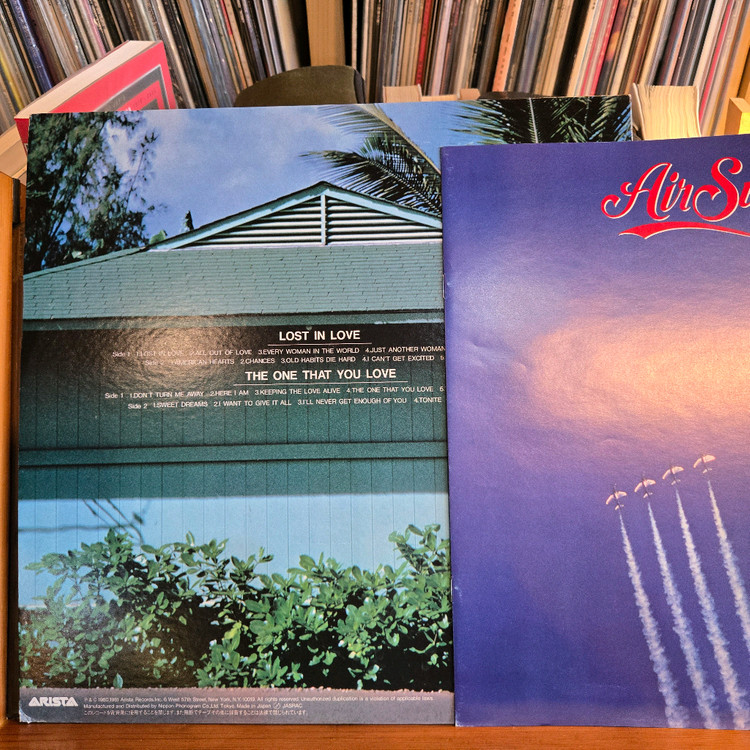 Air Su
LOST IN LOVE
Side 1 1.LOST IN LOVE 2.ALL OUT OF LOVE 3.EVERY WOMAN IN THE WORLD 4.JUST ANOTHER WOMAN
Side 2 1.AMERICAN HEARTS 2.CHANCES 3.OLD HABITS DIE HARD 4.I CAN'T GET EXCITED 5
THE ONE THAT YOU LOVE
Side 1 1.DON'T TURN ME AWAY 2.HERE I AM 3.KEEPING THE LOVE ALIVE 4.THE ONE THAT YOU LOVE 5
Side 2 1.SWEET DREAMS 2.I WANT TO GIVE IT ALL 3.I'LL NEVER GET ENOUGH OF YOU 4.TONITE
ARISTA
Arista Records,Inc. 6 West 57th Street, New York, N.Y. 10019. All rights reserved. Unauthorized duplication is a violation of applicable laws.
Manufactured and Distributed by Nippon Phonogram Co.,Ltd. Tokyo. Made in Japan JASRAC